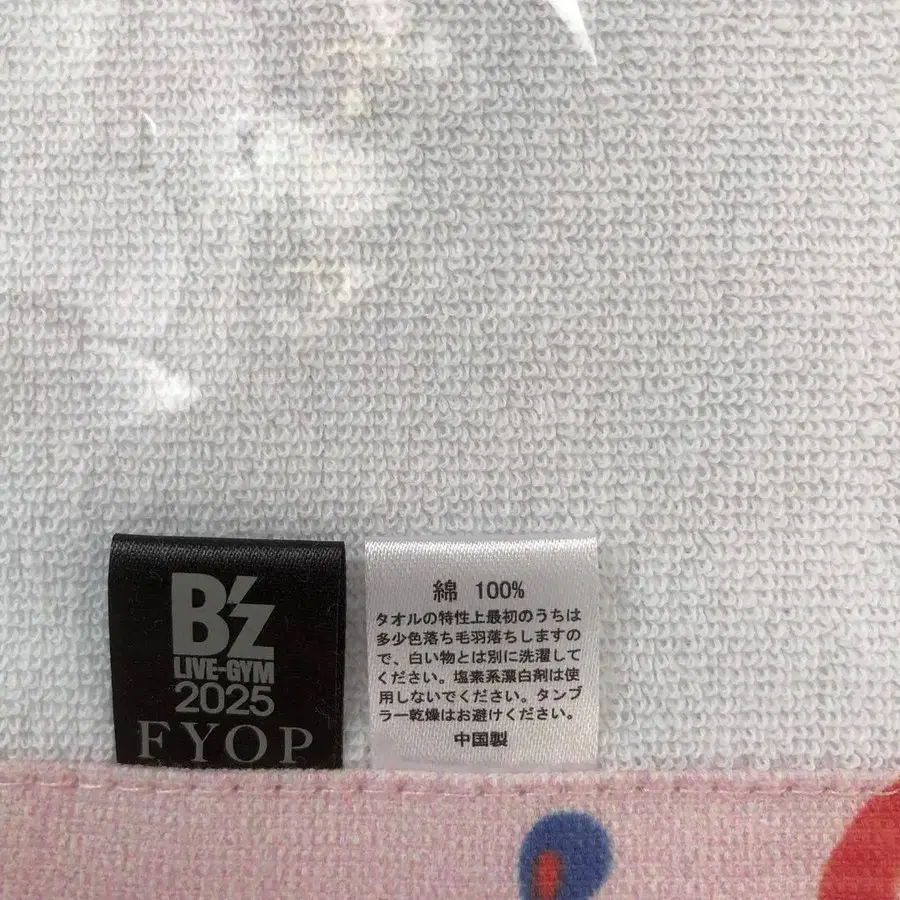 B'z
LIVE-GYM
2025
FYOP
綿 100%
タオルの特性上最初のうちは
多少色落ち毛羽落ちしますの
で、白い物とは別に洗濯して
ください。塩素系漂白剤は使
用しないでください。タンブ
ラー乾燥はお避けください。
中国製